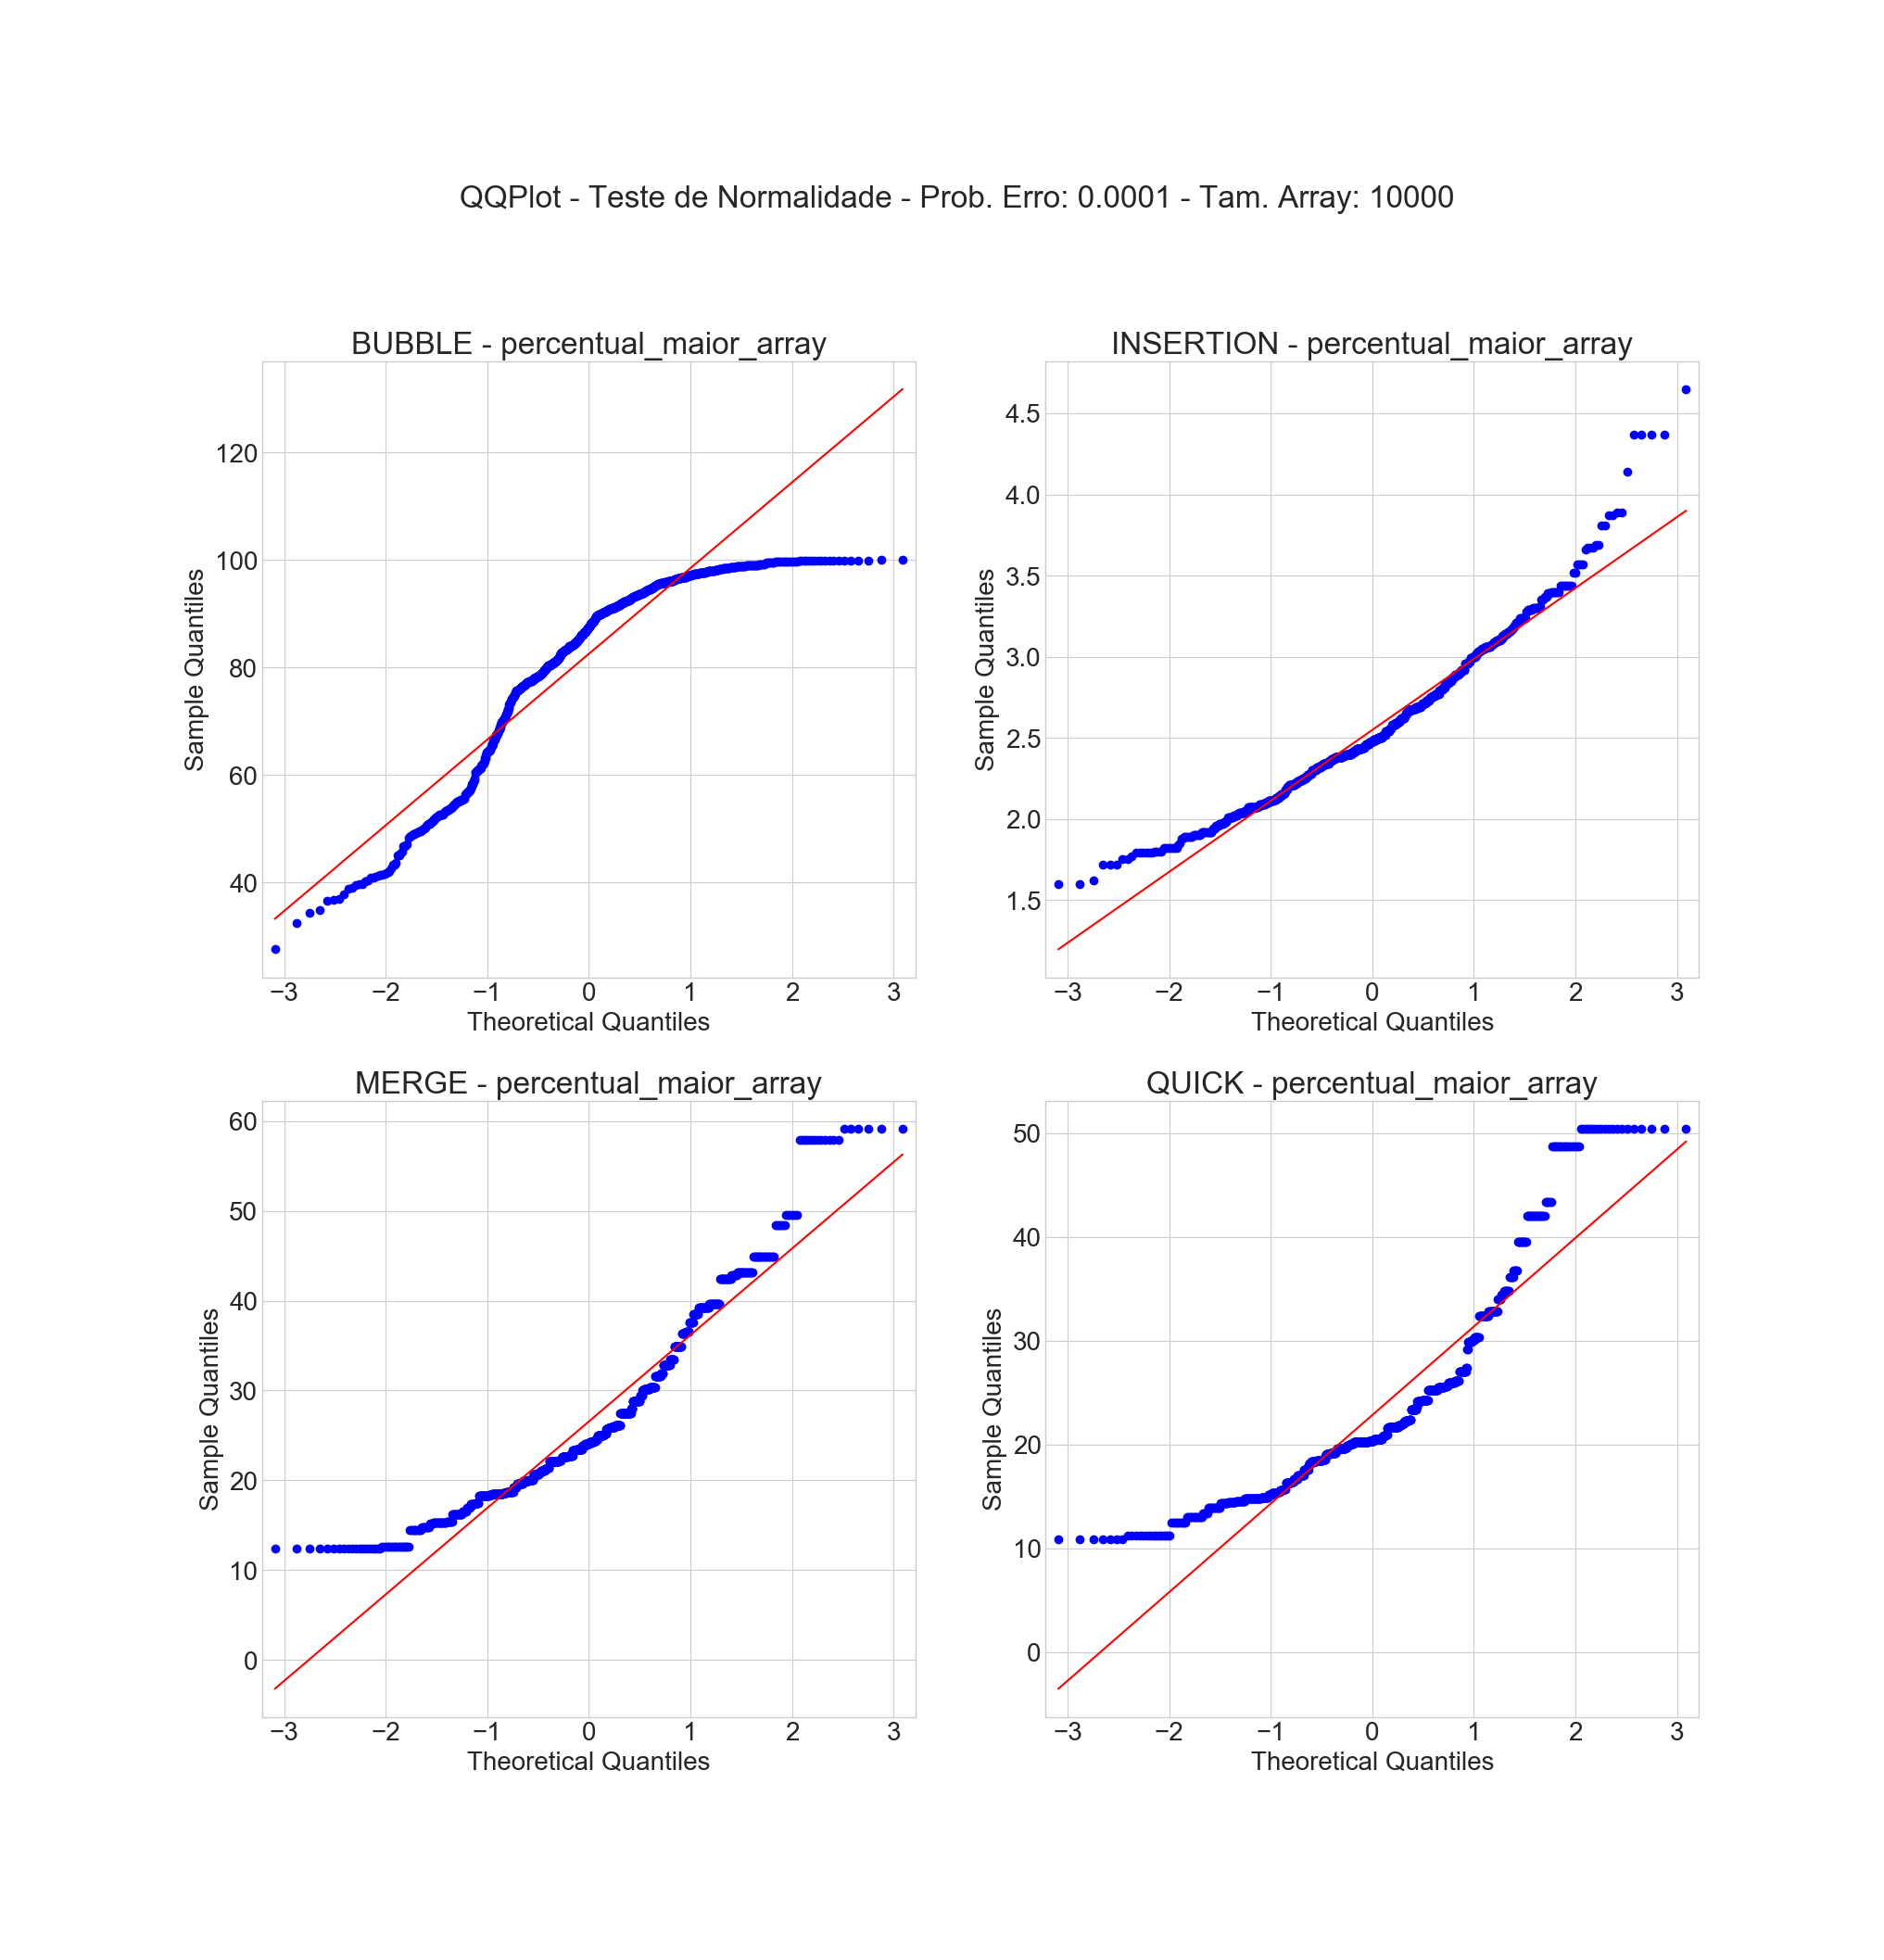 QQPlot - Teste de Normalidade - Prob. Erro: 0.0001 - Tam. Array: 10000
BUBBLE - percentual_maior_array
120
100
80
60
40
Sample Quantiles
−3 −2 −1 0 1 2 3
Theoretical Quantiles
INSERTION - percentual_maior_array
4.5
4.0
3.5
3.0
2.5
2.0
1.5
Sample Quantiles
−3 −2 −1 0 1 2 3
Theoretical Quantiles
MERGE - percentual_maior_array
60
50
40
30
20
10
0
Sample Quantiles
−3 −2 −1 0 1 2 3
Theoretical Quantiles
QUICK - percentual_maior_array
50
40
30
20
10
0
Sample Quantiles
−3 −2 −1 0 1 2 3
Theoretical Quantiles